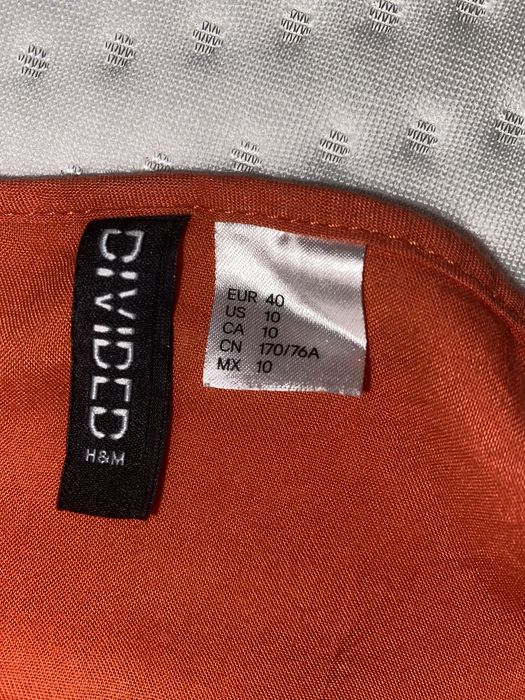 DIVIDED
H&M
EUR 40
US 10
CA 10
CN 170/76A
MX 10